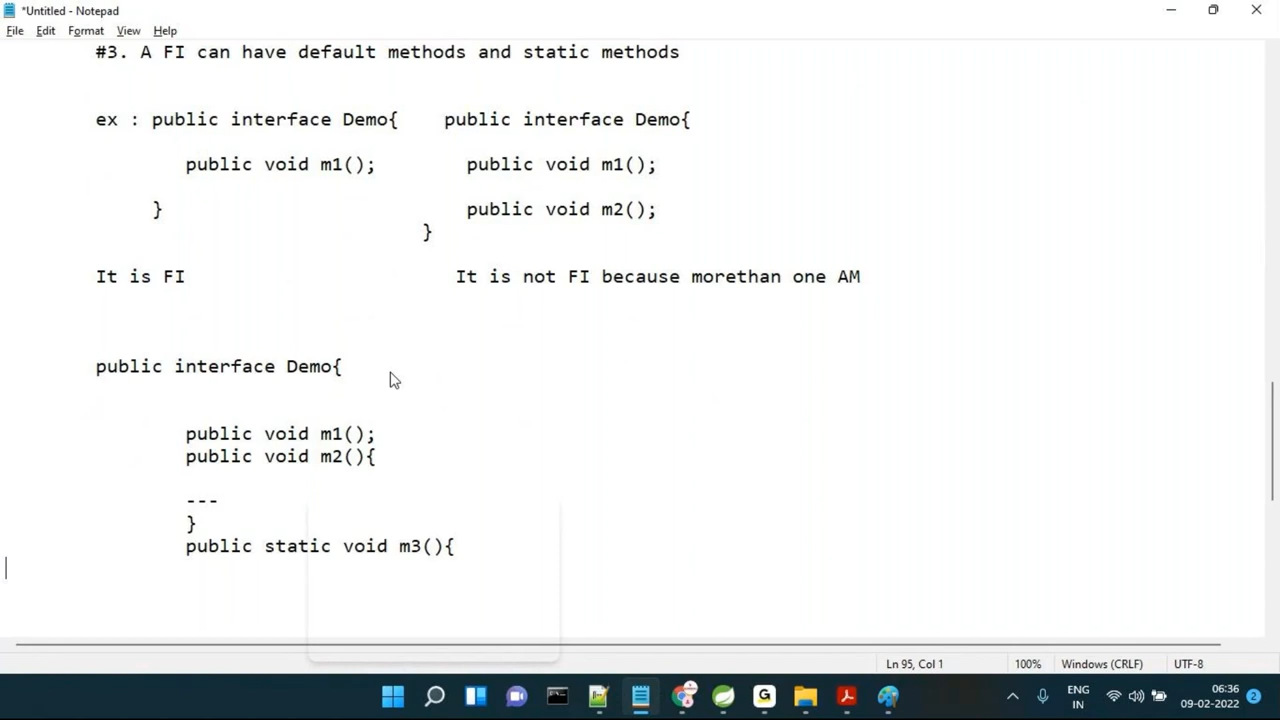 *Untitled - Notepad
File Edit Format View Help
#3. A FI can have default methods and static methods
ex : public interface Demo{ public interface Demo{
public void m1(); public void m1();
} public void m2();
}
It is FI It is not FI because morethan one AM
public interface Demo{
public void m1();
public void m2(){
---
}
public static void m3(){
Ln 95, Col 1 100% Windows (CRLF) UTF-8
ENG 06:36
IN 09-02-2022 2